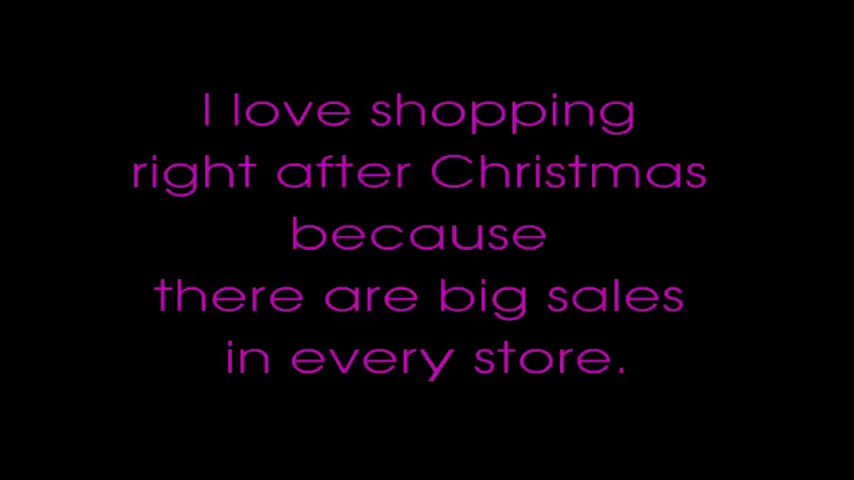 I love shopping
right after Christmas
because
there are big sales
in every store.